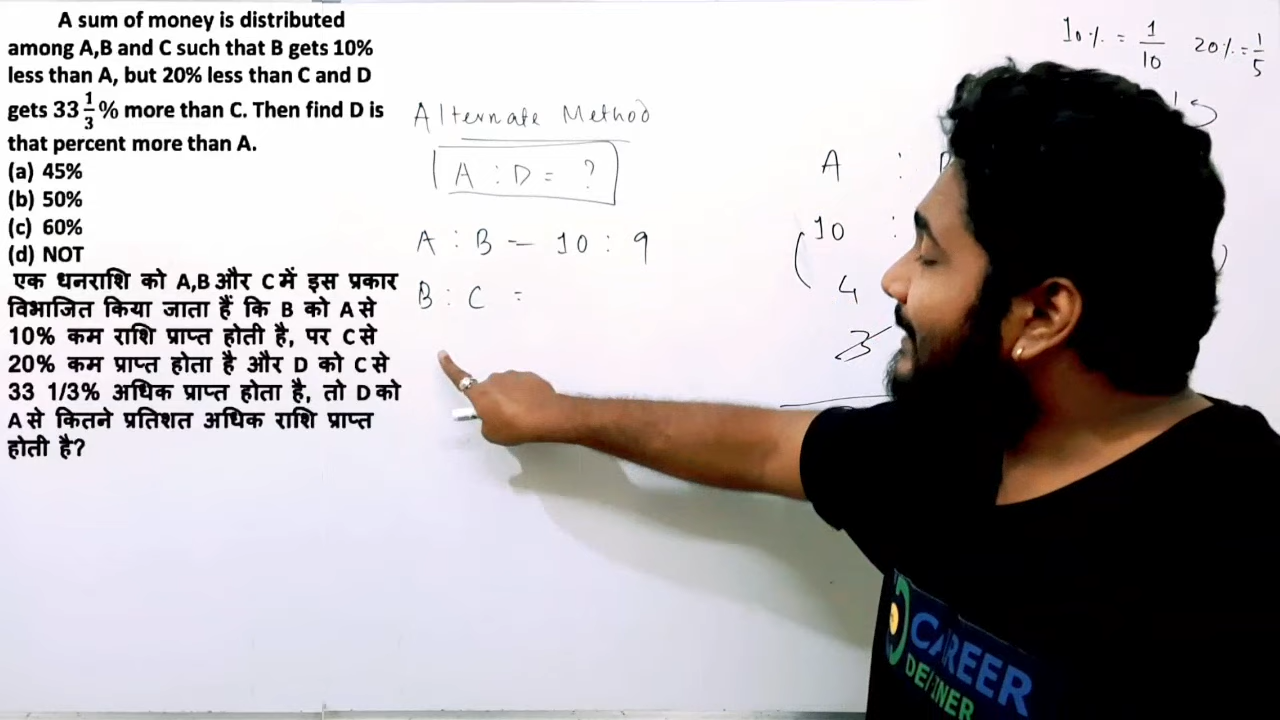 A sum of money is distributed
among A,B and C such that B gets 10%
less than A, but 20% less than C and D
gets 33 1/3 % more than C. Then find D is
that percent more than A.
(a) 45%
(b) 50%
(c) 60%
(d) NOT
एक धनराशि को A,B और C में इस प्रकार
विभाजित किया जाता हैं कि B को A से
10% कम राशि प्राप्त होती है, पर C से
20% कम प्राप्त होता है और D को C से
33 1/3% अधिक प्राप्त होता है, तो D को
A से कितने प्रतिशत अधिक राशि प्राप्त
होती है?
Alternate Method
A : D = ?
A : B — 10 : 9
B : C =
10% = 1/10 20% = 1/5
A :
10 :
4
3
CAREER
DEFINER